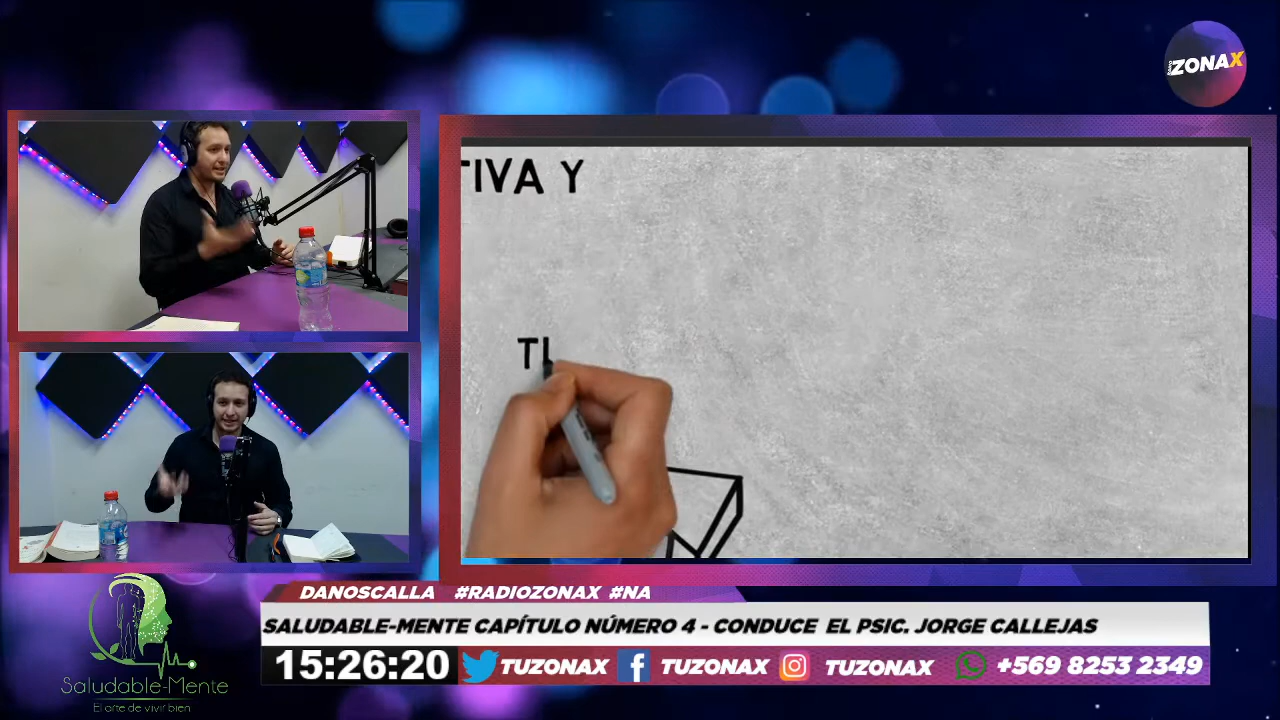 ZONAX
TIVA Y
TI
DANOSCALLA #RADIOZONAX #NA
SALUDABLE-MENTE CAPÍTULO NÚMERO 4 - CONDUCE EL PSIC. JORGE CALLEJAS
15:26:20 TUZONAX TUZONAX TUZONAX +569 8253 2349
Saludable-Mente
El arte de vivir bien